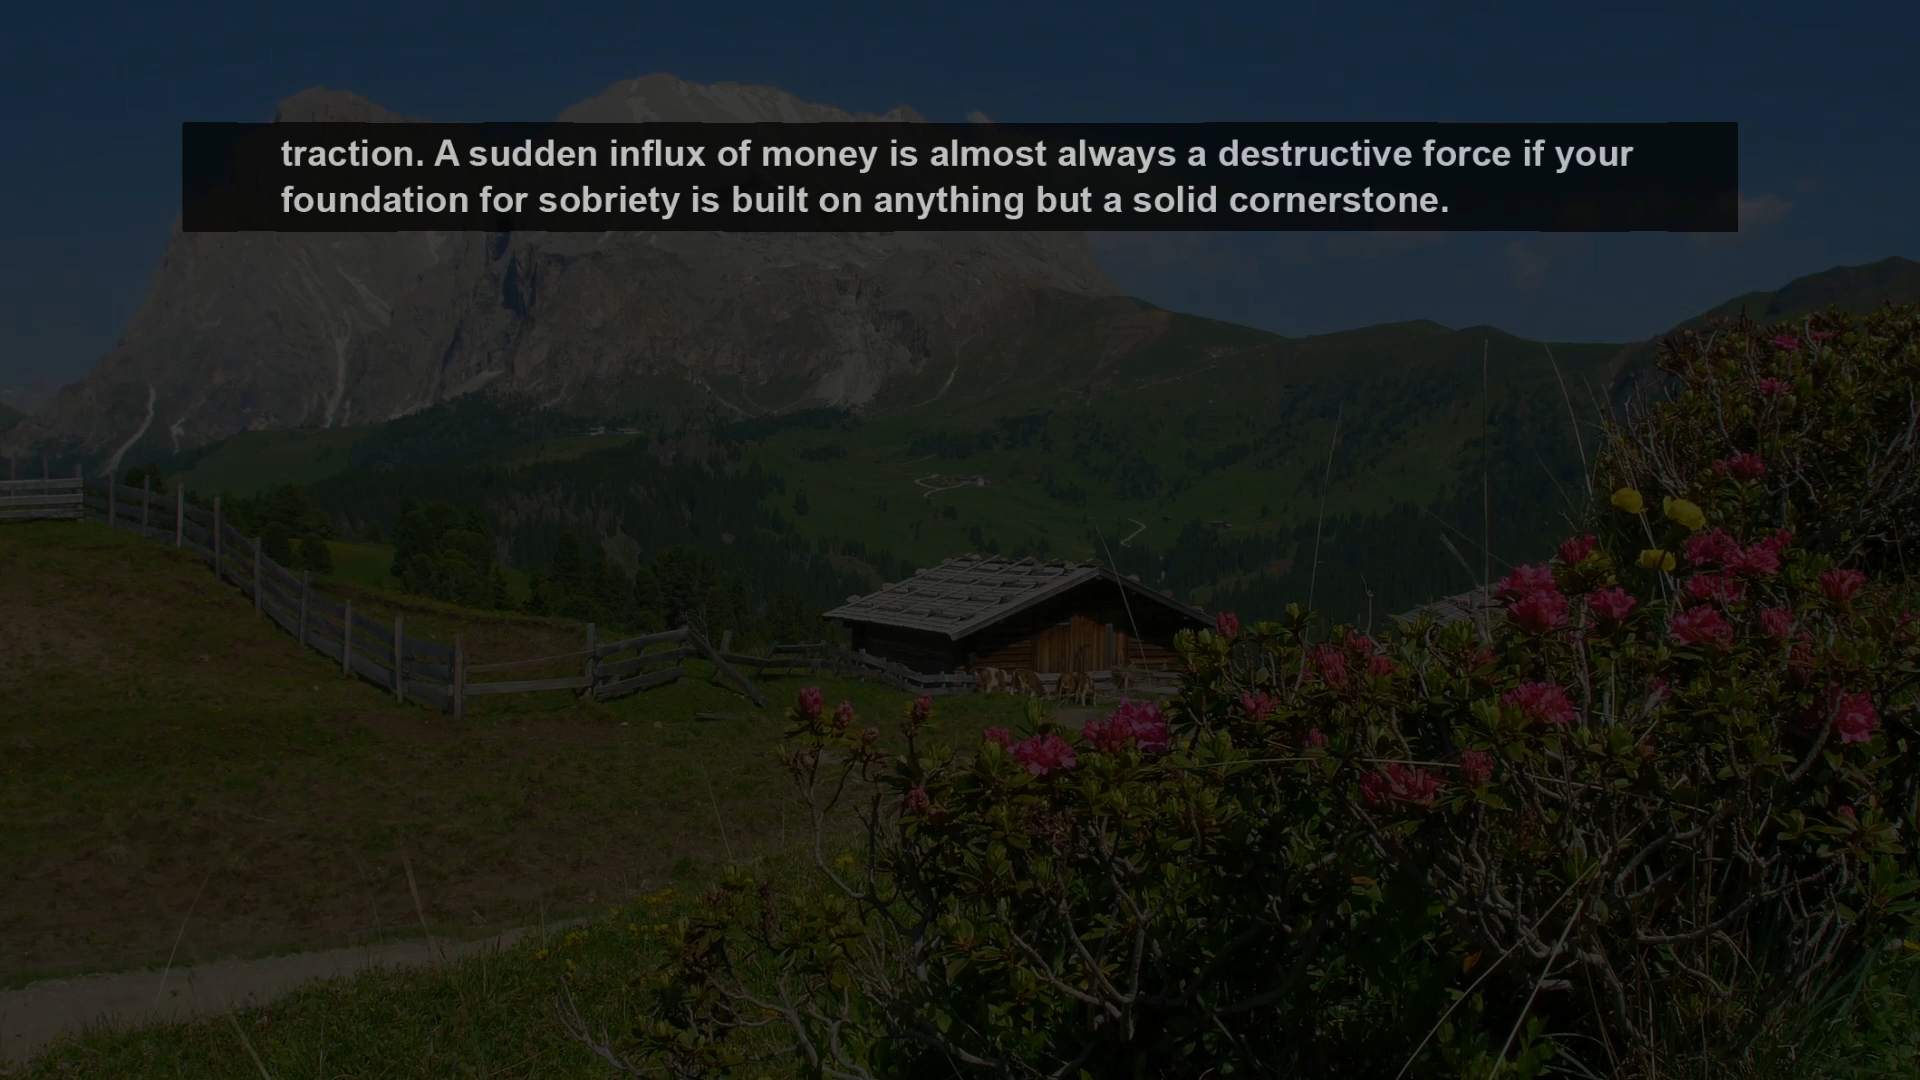 traction. A sudden influx of money is almost always a destructive force if your
foundation for sobriety is built on anything but a solid cornerstone.